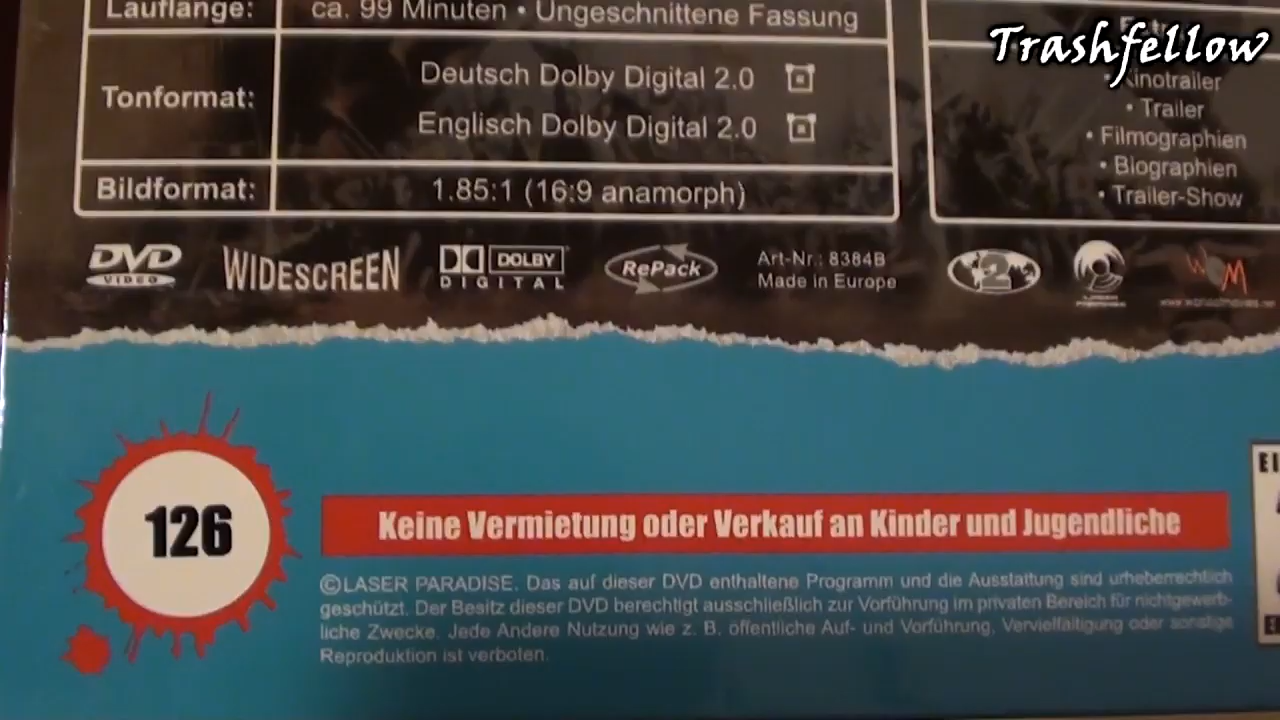 Trashfellow
Lauflänge: ca. 99 Minuten • Ungeschnittene Fassung
Tonformat: Deutsch Dolby Digital 2.0
Englisch Dolby Digital 2.0
Bildformat: 1.85:1 (16:9 anamorph)
• Kinotrailer
• Trailer
• Filmographien
• Biographien
• Trailer-Show
DVD
VIDEO
WIDESCREEN
DOLBY
DIGITAL
RePack
Art-Nr.: 8384B
Made in Europe
2
126
Keine Vermietung oder Verkauf an Kinder und Jugendliche
©LASER PARADISE. Das auf dieser DVD enthaltene Programm und die Ausstattung sind urheberrechtlich
geschützt. Der Besitz dieser DVD berechtigt ausschließlich zur Vorführung im privaten Bereich für nichtgewerb-
liche Zwecke. Jede Andere Nutzung wie z. B. öffentliche Auf- und Vorführung, Vervielfältigung oder sonstige
Reproduktion ist verboten.